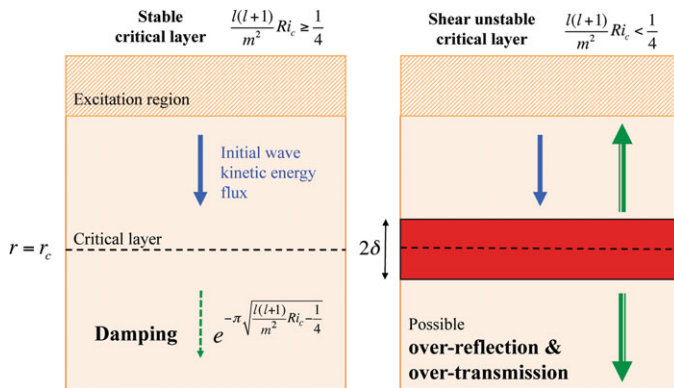 Stable
critical layer
l(l+1)/m² Ri_c ≥ 1/4
Excitation region
Initial wave
kinetic energy
flux
Critical layer
r = r_c
Damping
e^{-π√(l(l+1)/m² Ri_c - 1/4)}
Shear unstable
critical layer
l(l+1)/m² Ri_c < 1/4
2δ
Possible
over-reflection &
over-transmission